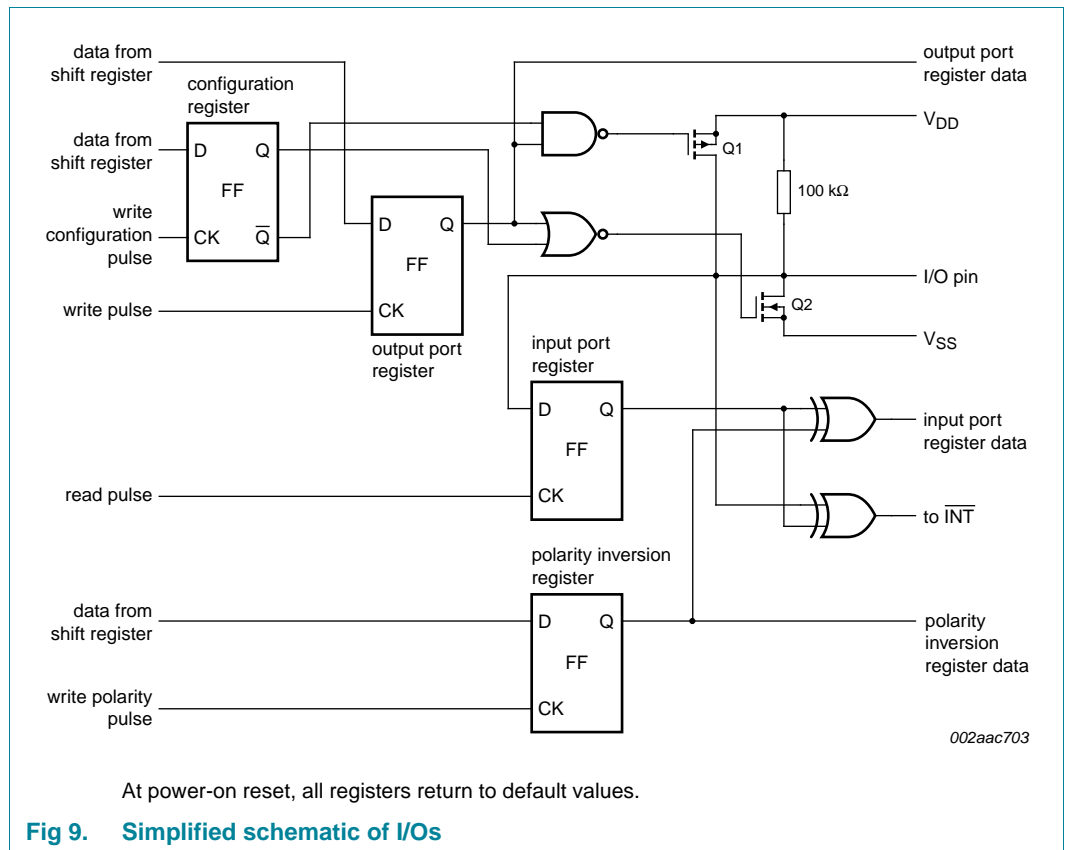 data from
shift register
configuration
register
output port
register data
data from
shift register
D
Q
FF
write
configuration
pulse
CK
Q̅
D
Q
FF
CK
write pulse
output port
register
Q1
VDD
100 kΩ
I/O pin
Q2
VSS
input port
register
D
Q
FF
CK
read pulse
input port
register data
to I̅N̅T̅
polarity inversion
register
data from
shift register
D
Q
FF
CK
write polarity
pulse
polarity
inversion
register data
002aac703
At power-on reset, all registers return to default values.
Fig 9. Simplified schematic of I/Os